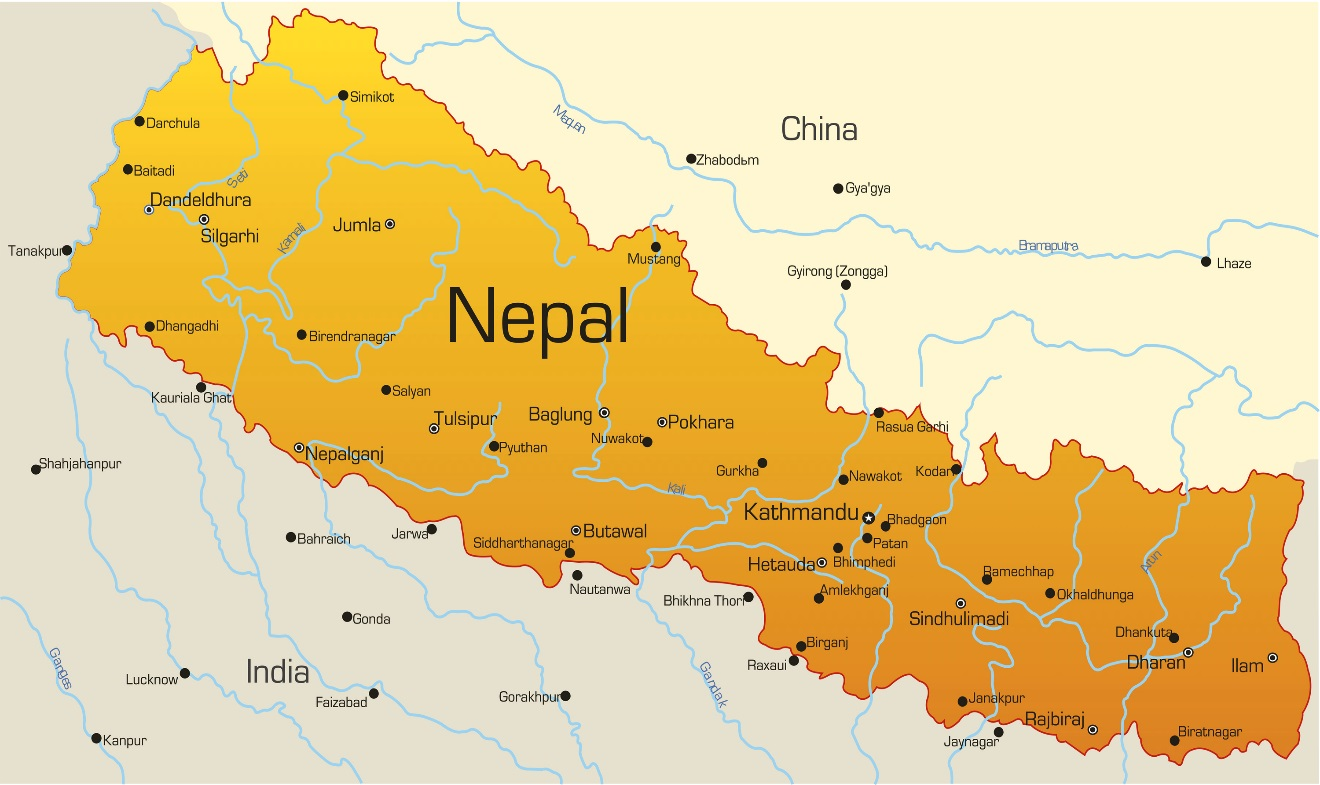 Simikot
Darchula
Maquan
China
Zhabodьm
Baitadi
Seti
Gya'gya
Dandeldhura
Silgarhi
Karnali
Jumla
Tanakpur
Mustang
Bramaputra
Lhaze
Gyirong (Zongga)
Nepal
Dhangadhi
Birendranagar
Kauriala Ghat
Salyan
Tulsipur
Baglung
Pokhara
Rasua Garhi
Nuwakot
Pyuthan
Nepalganj
Shahjahanpur
Gurkha
Nawakot
Kodari
Kali
Kathmandu
Bhadgaon
Jarwa
Butawal
Bahraich
Siddharthanagar
Patan
Hetauda
Bhimphedi
Arun
Ramechhap
Nautanwa
Amlekhganj
Okhaldhunga
Bhikhna Thori
Gonda
Sindhulimadi
Dhankuta
Birganj
Dharan
Ilam
Raxaui
Ganges
India
Lucknow
Gandak
Faizabad
Gorakhpur
Janakpur
Rajbiraj
Kanpur
Jaynagar
Biratnagar